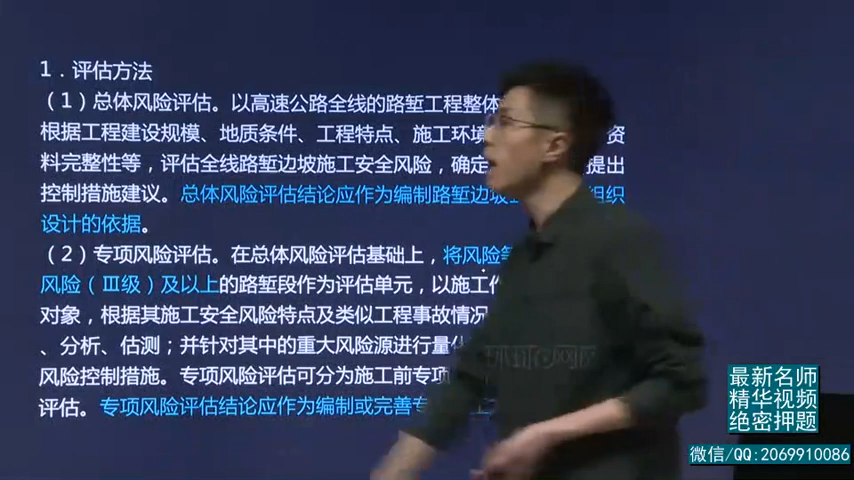 1．评估方法
（1）总体风险评估。以高速公路全线的路堑工程整体
根据工程建设规模、地质条件、工程特点、施工环境 资
料完整性等，评估全线路堑边坡施工安全风险，确定 提出
控制措施建议。总体风险评估结论应作为编制路堑边坡 组织
设计的依据。
（2）专项风险评估。在总体风险评估基础上，将风险等
风险（Ⅲ级）及以上的路堑段作为评估单元，以施工作
对象，根据其施工安全风险特点及类似工程事故情况
、分析、估测；并针对其中的重大风险源进行量化
风险控制措施。专项风险评估可分为施工前专项
评估。专项风险评估结论应作为编制或完善专
最新名师
精华视频
绝密押题
微信/QQ:2069910086